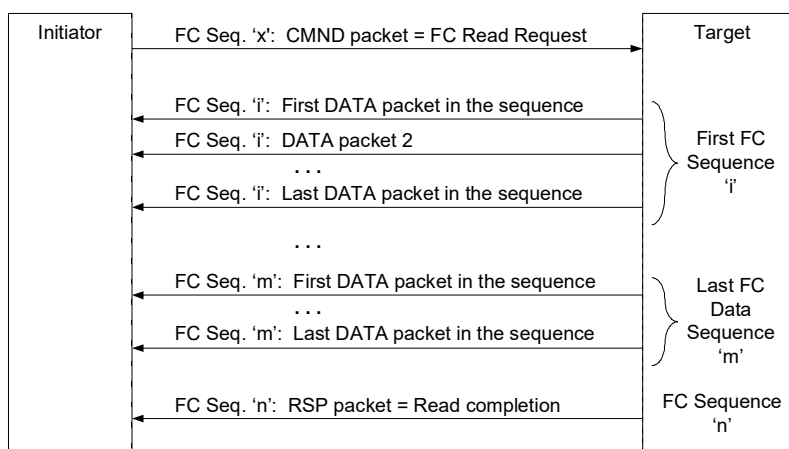 Initiator
FC Seq. ‘x': CMND packet = FC Read Request
Target
FC Seq. ‘i’: First DATA packet in the sequence
FC Seq. ‘i’: DATA packet 2
. . .
FC Seq. ‘i’: Last DATA packet in the sequence
First FC
Sequence
‘i’
. . .
FC Seq. ‘m’: First DATA packet in the sequence
. . .
FC Seq. ‘m’: Last DATA packet in the sequence
Last FC
Data
Sequence
‘m’
FC Seq. ‘n’: RSP packet = Read completion
FC Sequence
‘n’